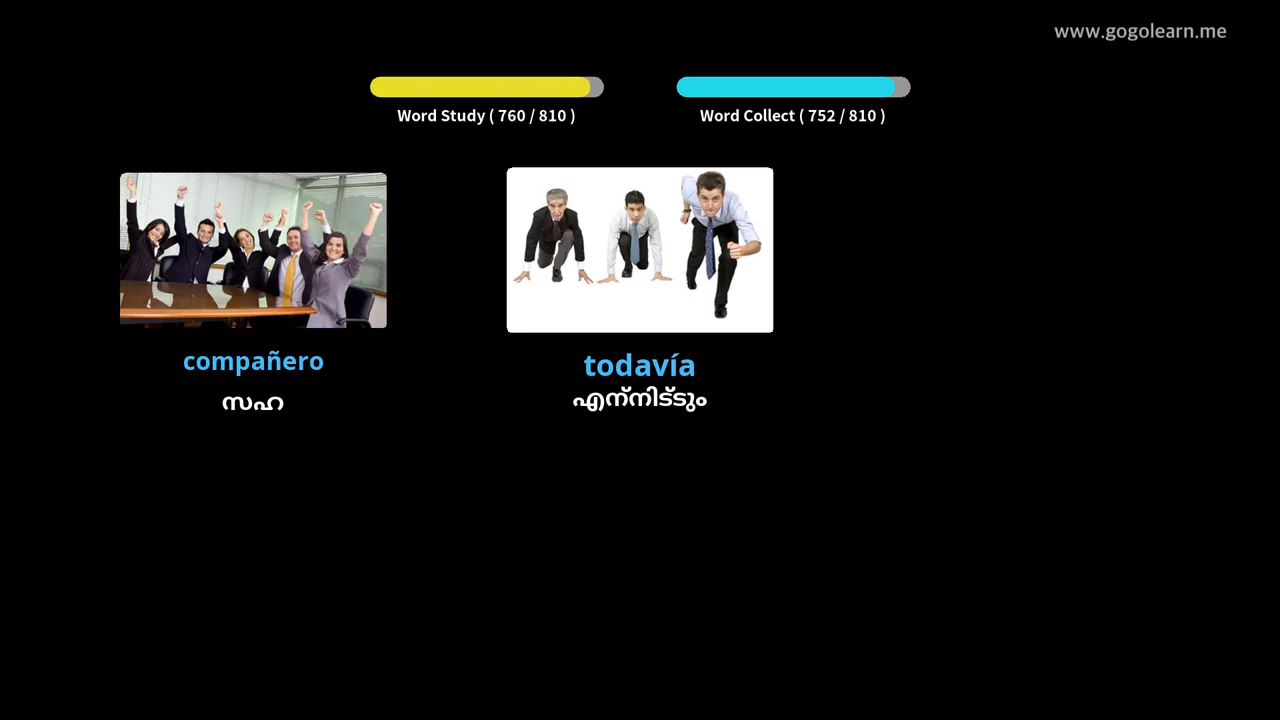 www.gogolearn.me
Word Study ( 760 / 810 )
Word Collect ( 752 / 810 )
compañero
സഹ
todavía
എന്നിട്ടും